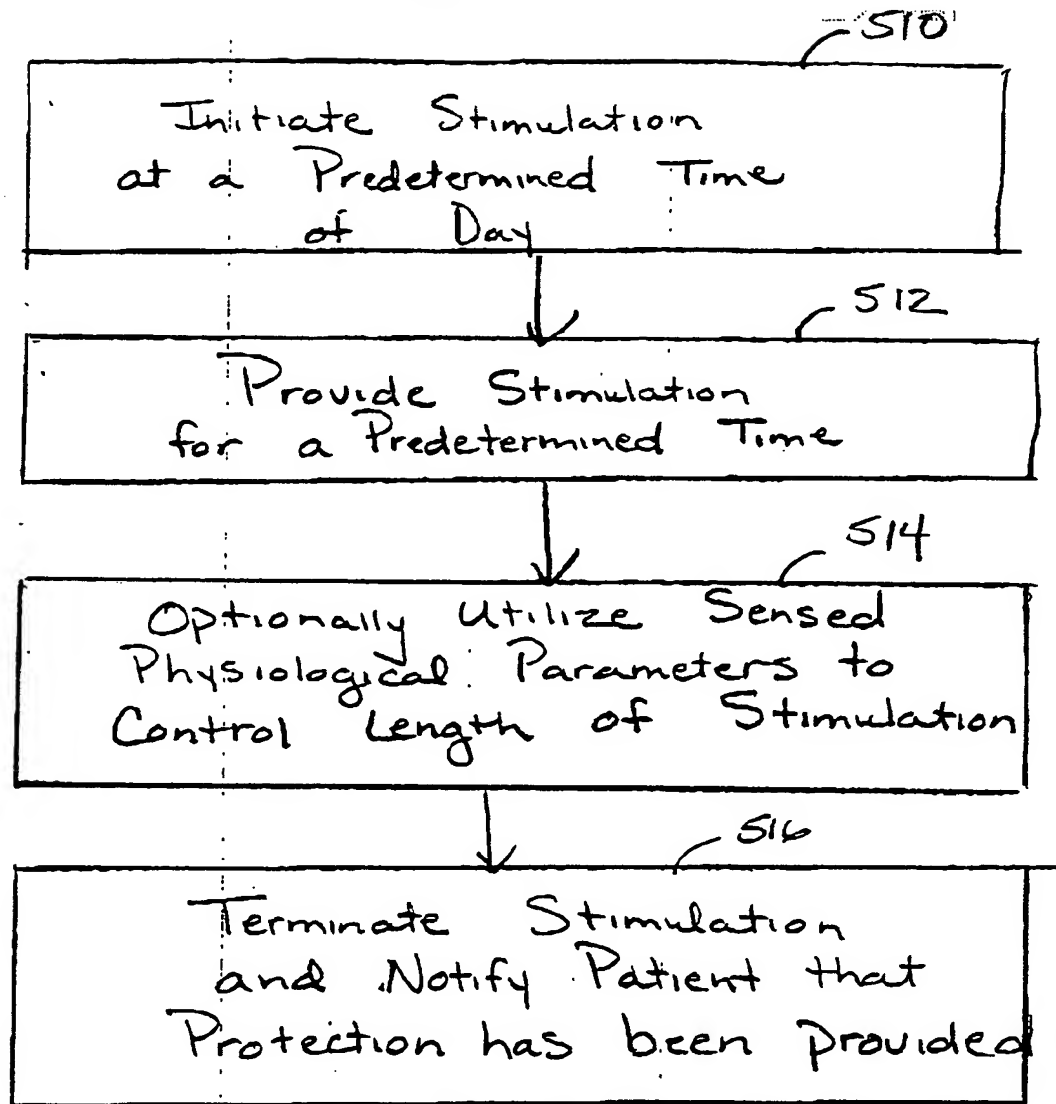 510
Initiate Stimulation
at a Predetermined Time
of Day
512
Provide Stimulation
for a Predetermined Time
514
Optionally Utilize Sensed
Physiological Parameters to
Control Length of Stimulation
516
Terminate Stimulation
and Notify Patient that
Protection has been provided